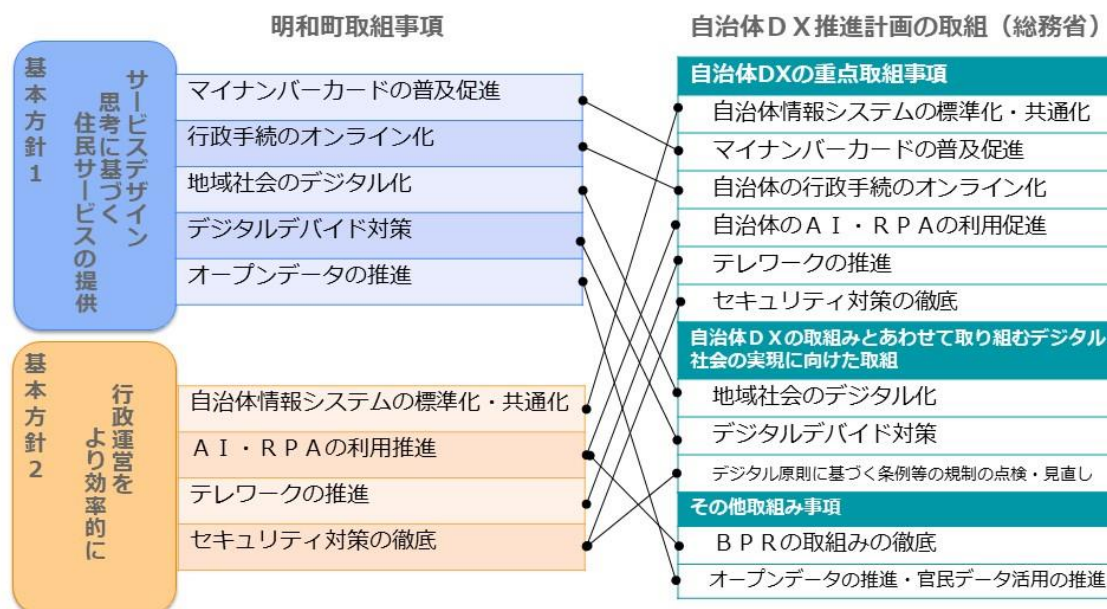 明和町取組事項
自治体ＤＸ推進計画の取組（総務省）
基本方針1
サービスデザイン
思考に基づく
住民サービスの提供
マイナンバーカードの普及促進
行政手続のオンライン化
地域社会のデジタル化
デジタルデバイド対策
オープンデータの推進
基本方針2
行政運営を
より効率的に
自治体情報システムの標準化・共通化
ＡＩ・ＲＰＡの利用推進
テレワークの推進
セキュリティ対策の徹底
自治体DXの重点取組事項
自治体情報システムの標準化・共通化
マイナンバーカードの普及促進
自治体の行政手続のオンライン化
自治体のＡＩ・ＲＰＡの利用促進
テレワークの推進
セキュリティ対策の徹底
自治体ＤＸの取組みとあわせて取り組むデジタル
社会の実現に向けた取組
地域社会のデジタル化
デジタルデバイド対策
デジタル原則に基づく条例等の規制の点検・見直し
その他取組み事項
ＢＰＲの取組みの徹底
オープンデータの推進・官民データ活用の推進